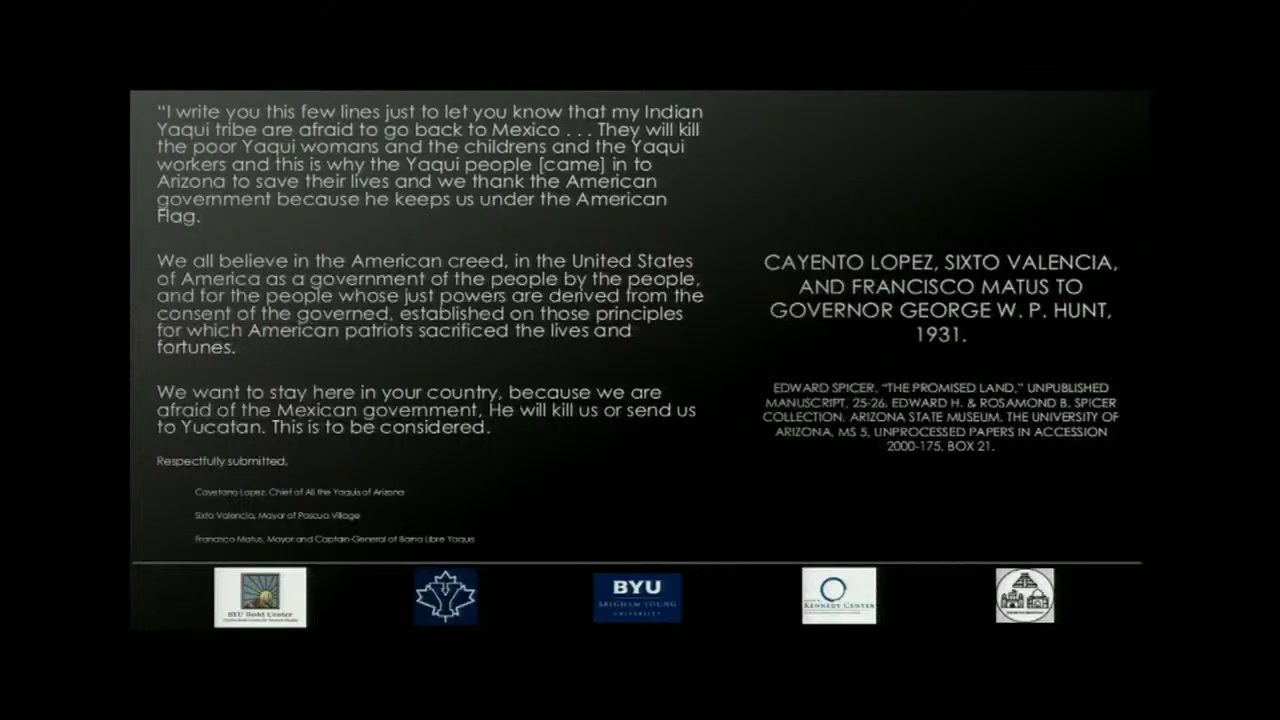 “I write you this few lines just to let you know that my Indian
Yaqui tribe are afraid to go back to Mexico . . . They will kill
the poor Yaqui womans and the childrens and the Yaqui
workers and this is why the Yaqui people [came] in to
Arizona to save their lives and we thank the American
government because he keeps us under the American
Flag.
We all believe in the American creed, in the United States
of America as a government of the people by the people,
and for the people whose just powers are derived from the
consent of the governed, established on those principles
for which American patriots sacrificed the lives and
fortunes.
We want to stay here in your country, because we are
afraid of the Mexican government, He will kill us or send us
to Yucatan. This is to be considered.
Respectfully submitted,
Cayetano Lopez, Chief of All the Yaquis of Arizona
Sixto Valencia, Mayor of Pascua Village
Francisco Matus, Mayor and Captain-General of Barrio Libre Yaquis
CAYENTO LOPEZ, SIXTO VALENCIA,
AND FRANCISCO MATUS TO
GOVERNOR GEORGE W. P. HUNT,
1931.
EDWARD SPICER, “THE PROMISED LAND,” UNPUBLISHED
MANUSCRIPT, 25-26, EDWARD H. & ROSAMOND B. SPICER
COLLECTION, ARIZONA STATE MUSEUM, THE UNIVERSITY OF
ARIZONA, MS 5, UNPROCESSED PAPERS IN ACCESSION
2000-175, BOX 21.
BYU Redd Center
BYU
BRIGHAM YOUNG
UNIVERSITY
KENNEDY CENTER